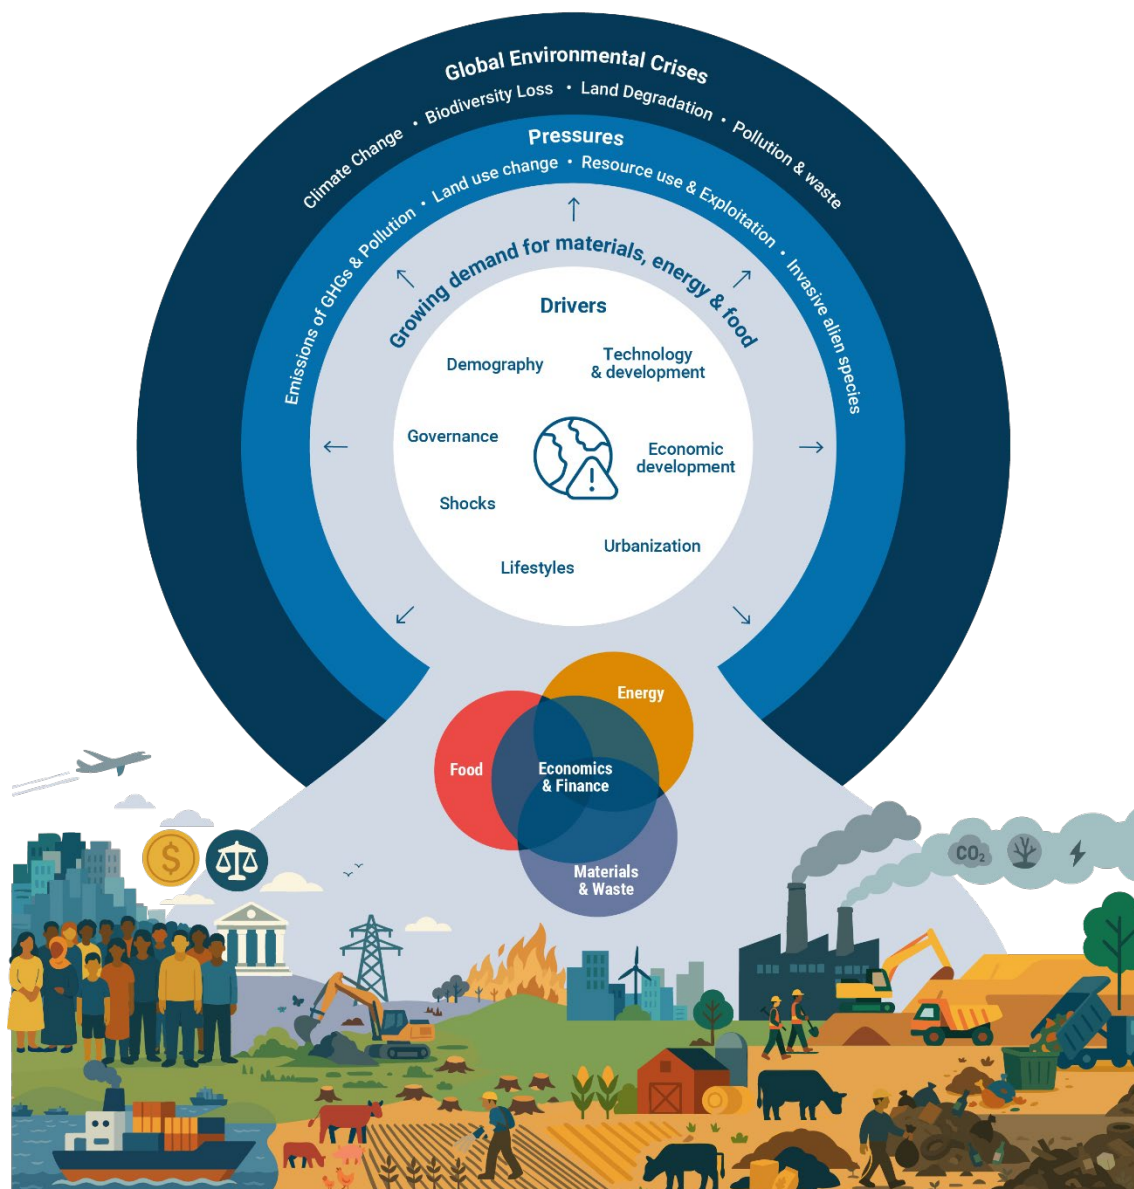 Global Environmental Crises
Climate Change • Biodiversity Loss • Land Degradation • Pollution & waste
Pressures
Emissions of GHGs & Pollution • Land use change • Resource use & Exploitation • Invasive alien species
Growing demand for materials, energy & food
Drivers
Demography
Technology
& development
Governance
Economic
development
Shocks
Urbanization
Lifestyles
Energy
Food
Economics
& Finance
Materials
& Waste
$
CO₂